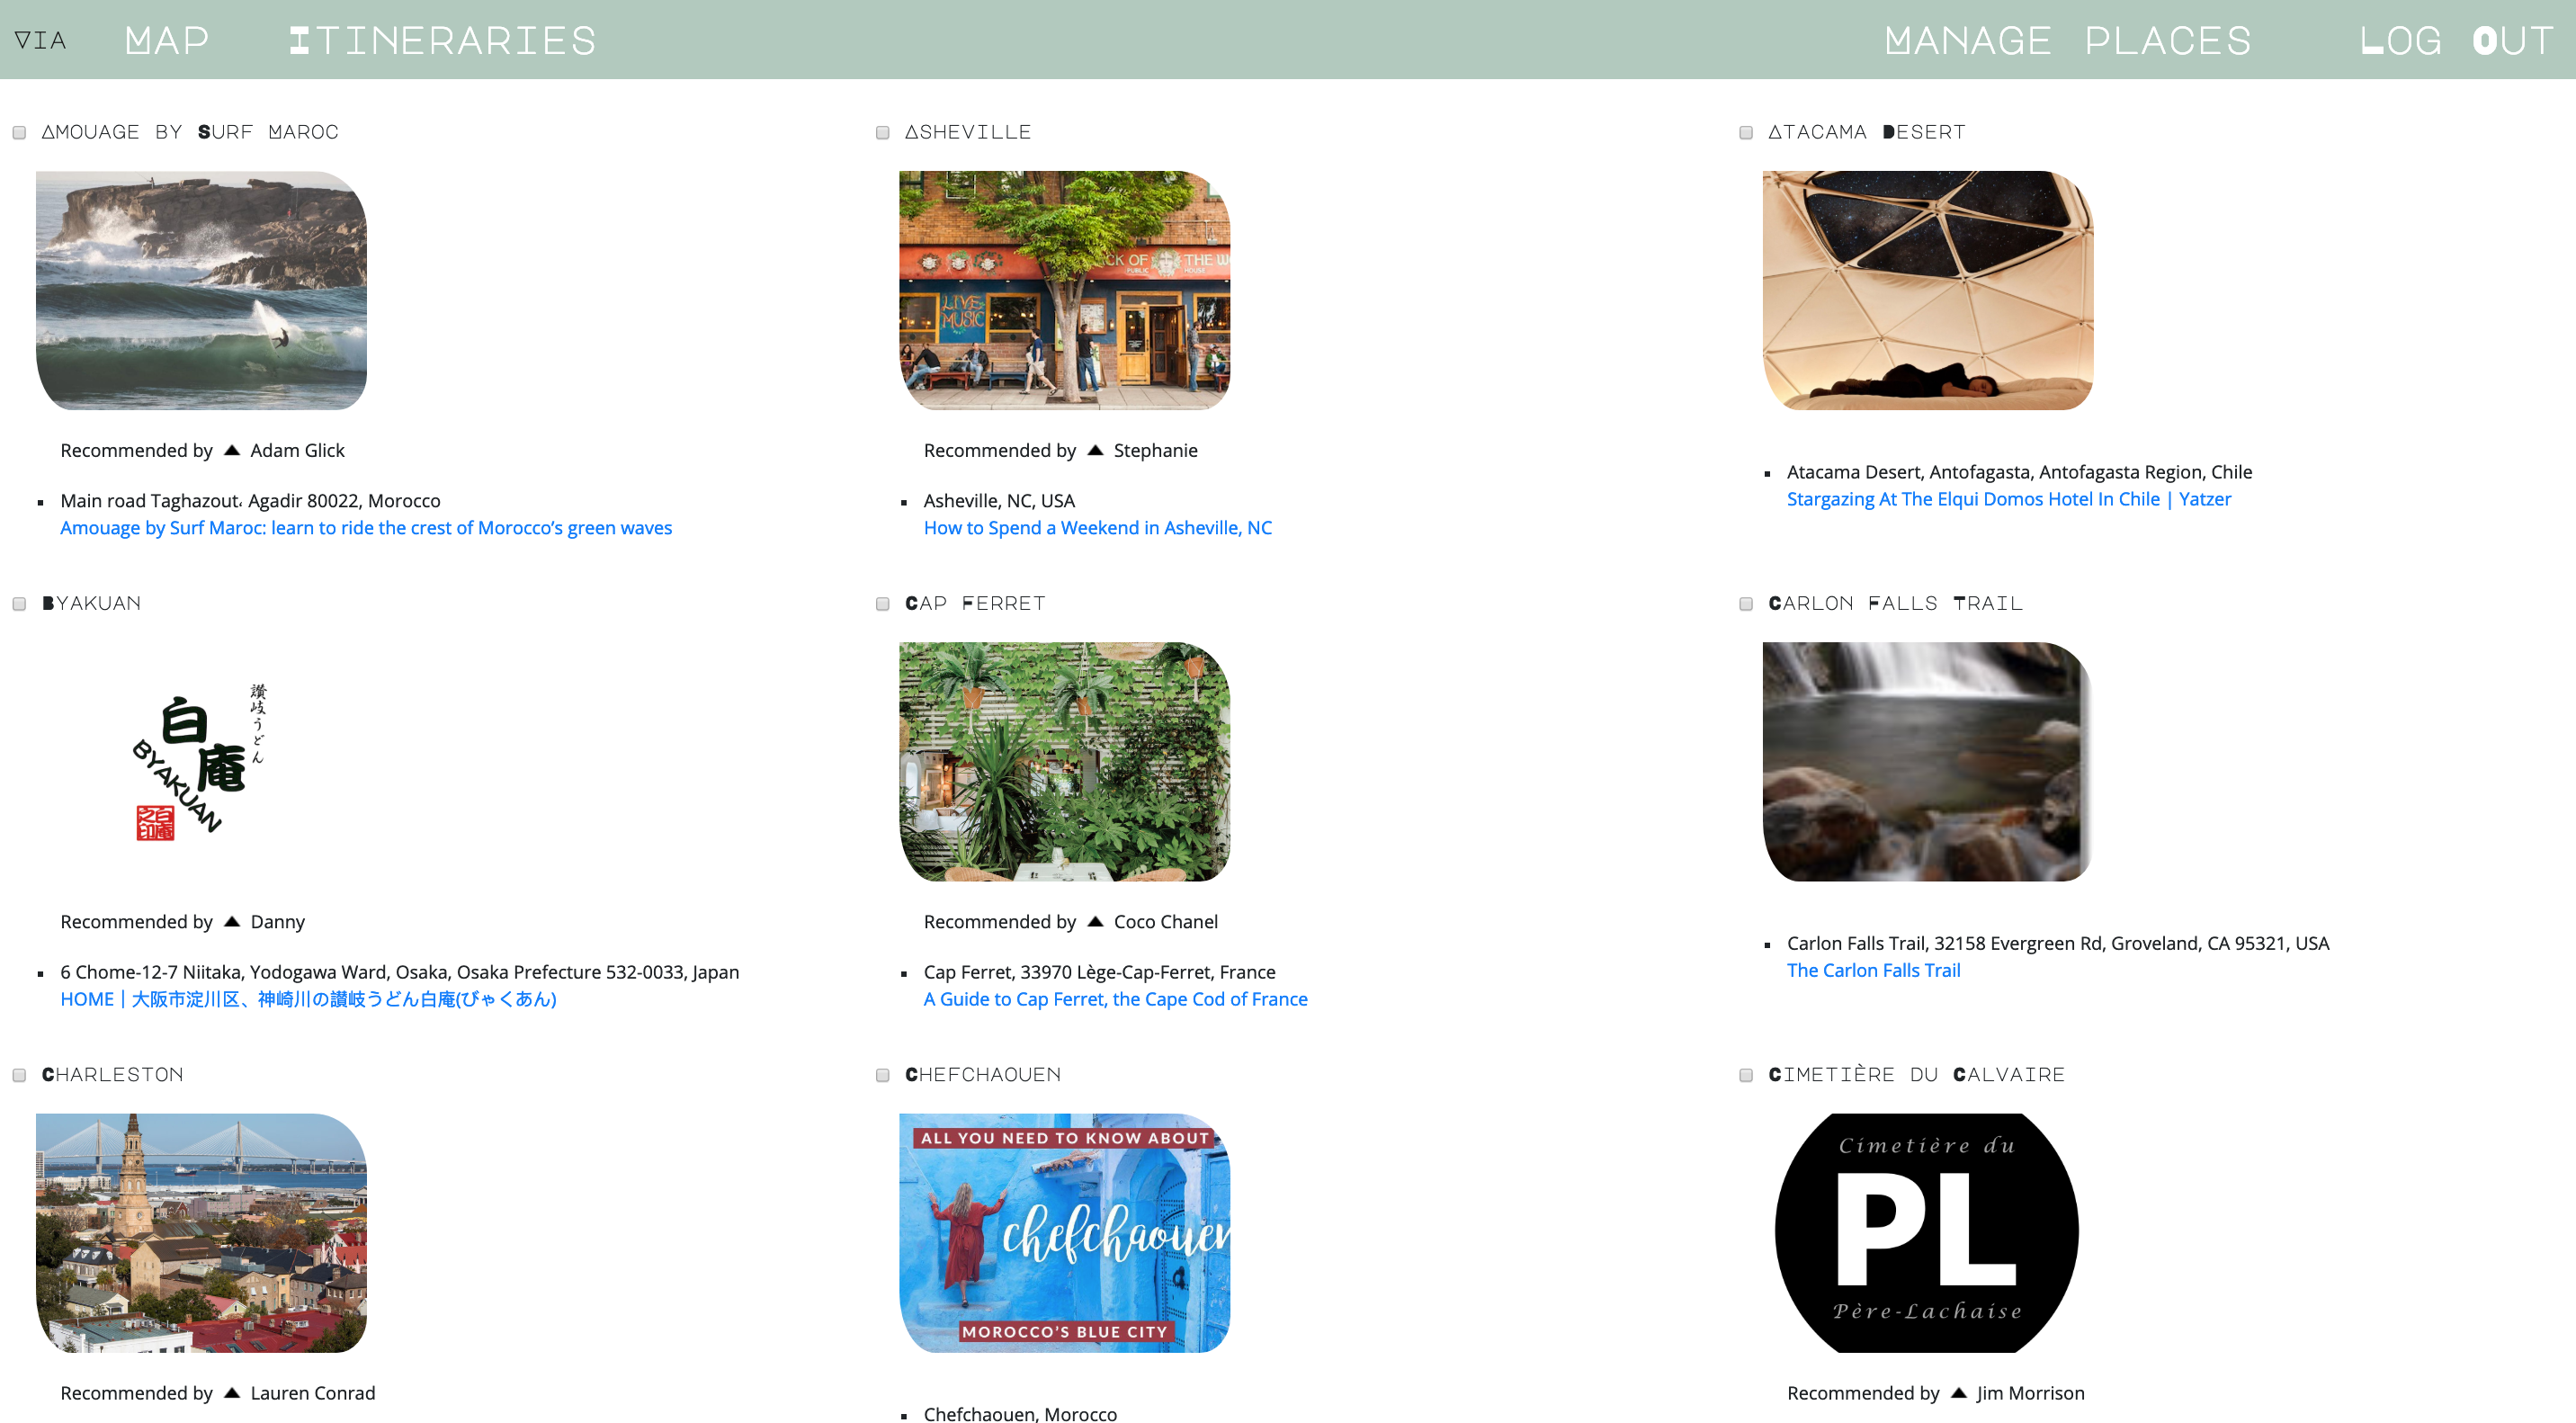 VIA MAP ITINERARIES MANAGE PLACES LOG OUT
AMOUAGE BY SURF MAROC
LIVE MUSIC
Recommended by ▲ Adam Glick
Main road Taghazout، Agadir 80022, Morocco
Amouage by Surf Maroc: learn to ride the crest of Morocco’s green waves
ASHEVILLE
CK OF THE W
PUBLIC HOUSE
Recommended by ▲ Stephanie
Asheville, NC, USA
How to Spend a Weekend in Asheville, NC
ATACAMA DESERT
Atacama Desert, Antofagasta, Antofagasta Region, Chile
Stargazing At The Elqui Domos Hotel In Chile | Yatzer
BYAKUAN
讃岐うどん
白庵
BYAKUAN
白庵之印
Recommended by ▲ Danny
6 Chome-12-7 Niitaka, Yodogawa Ward, Osaka, Osaka Prefecture 532-0033, Japan
HOME | 大阪市淀川区、神崎川の讃岐うどん白庵(びゃくあん)
CAP FERRET
Recommended by ▲ Coco Chanel
Cap Ferret, 33970 Lège-Cap-Ferret, France
A Guide to Cap Ferret, the Cape Cod of France
CARLON FALLS TRAIL
Carlon Falls Trail, 32158 Evergreen Rd, Groveland, CA 95321, USA
The Carlon Falls Trail
CHARLESTON
Recommended by ▲ Lauren Conrad
CHEFCHAOUEN
ALL YOU NEED TO KNOW ABOUT
chefchaouen
MOROCCO'S BLUE CITY
Chefchaouen, Morocco
CIMETIÈRE DU CALVAIRE
Cimetière du
PL
Père-Lachaise
Recommended by ▲ Jim Morrison